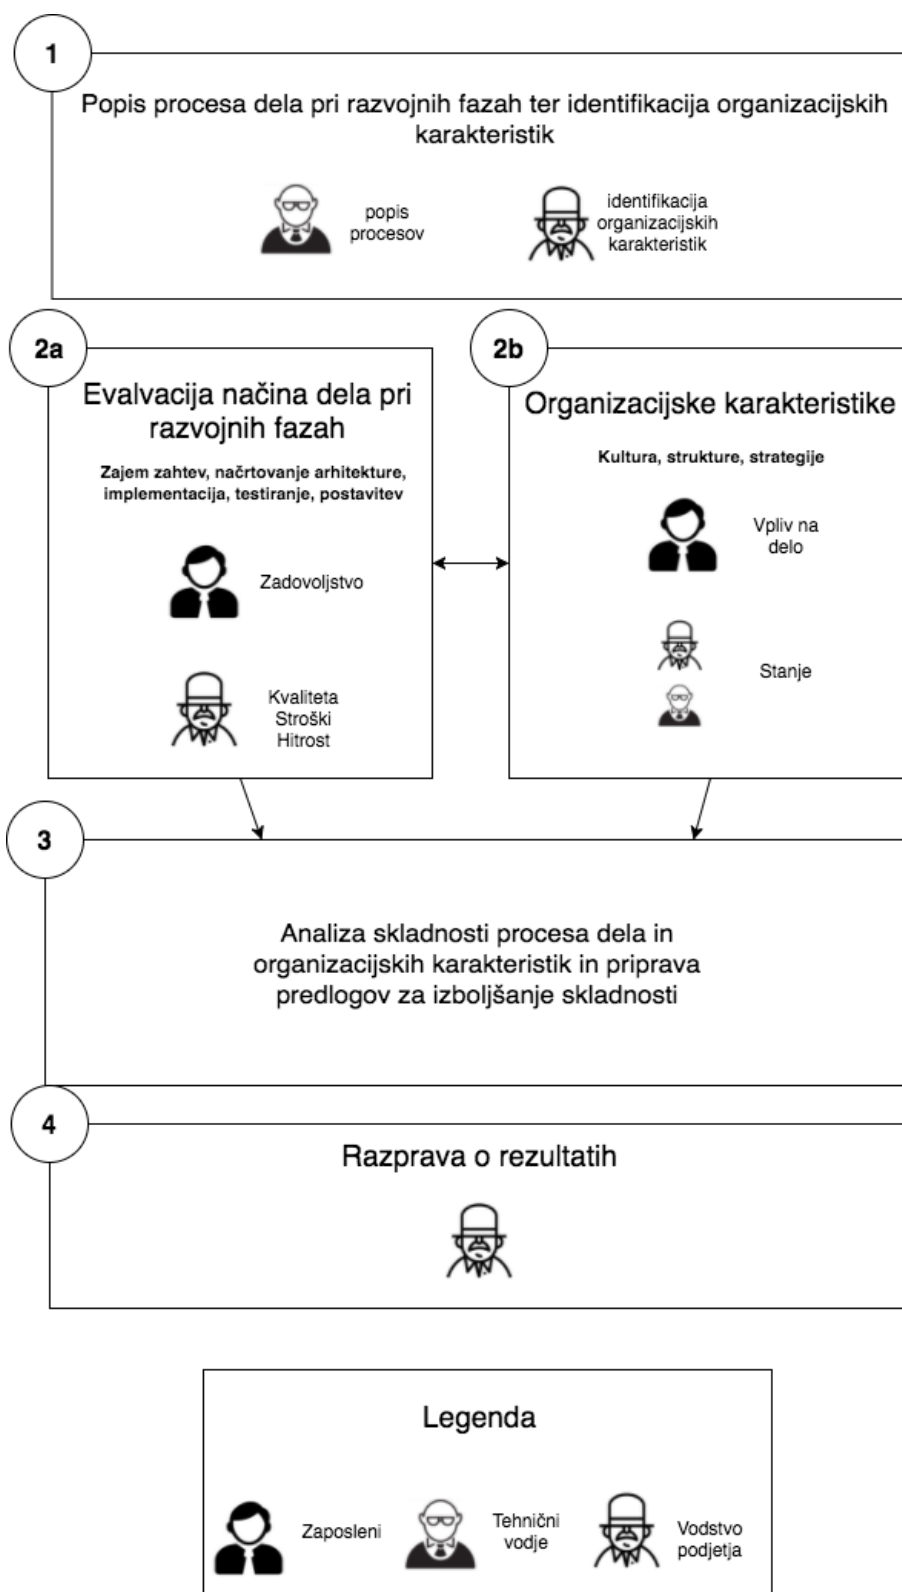 1
Popis procesa dela pri razvojnih fazah ter identifikacija organizacijskih
karakteristik
popis
procesov
identifikacija
organizacijskih
karakteristik
2a
Evalvacija načina dela pri
razvojnih fazah
Zajem zahtev, načrtovanje arhitekture,
implementacija, testiranje, postavitev
Zadovoljstvo
Kvaliteta
Stroški
Hitrost
2b
Organizacijske karakteristike
Kultura, strukture, strategije
Vpliv na
delo
Stanje
3
Analiza skladnosti procesa dela in
organizacijskih karakteristik in priprava
predlogov za izboljšanje skladnosti
4
Razprava o rezultatih
Legenda
Zaposleni
Tehnični
vodje
Vodstvo
podjetja